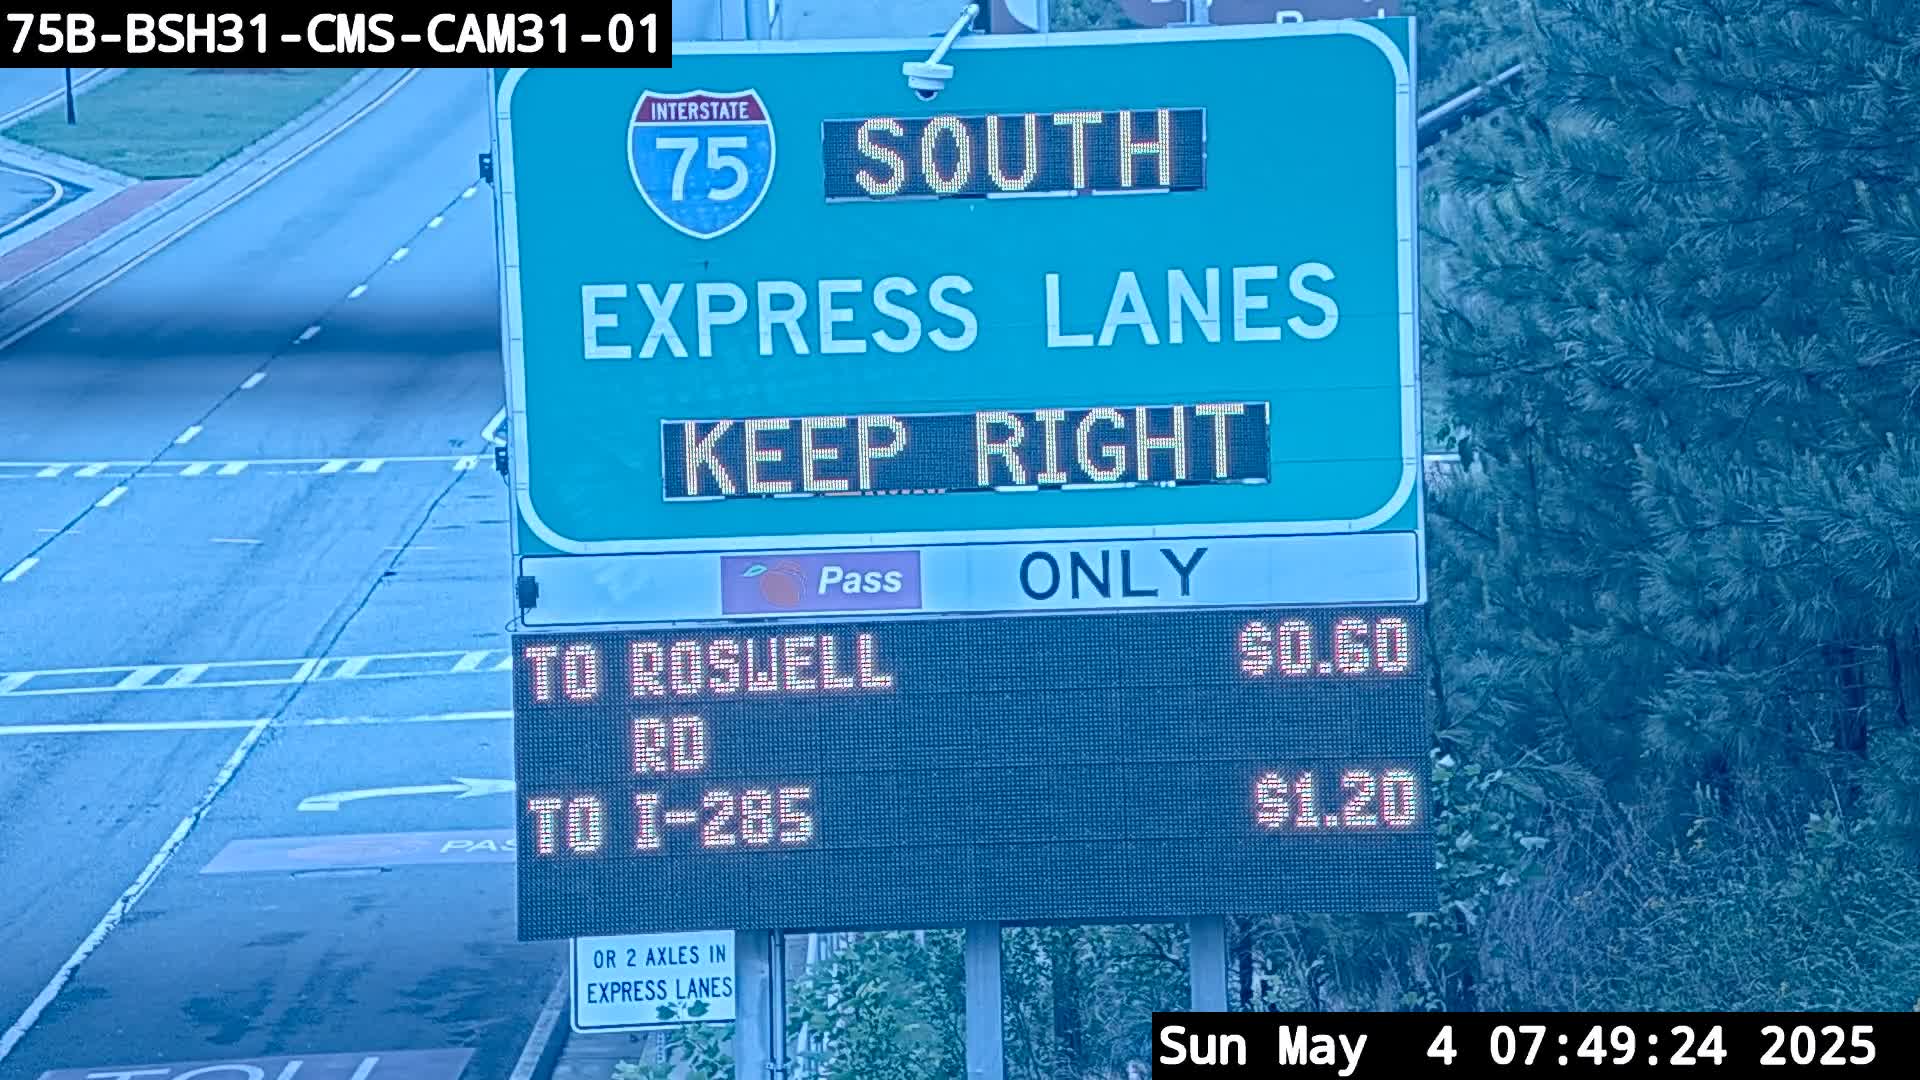 75B-BSH31-CMS-CAM31-01
INTERSTATE
75
SOUTH
EXPRESS LANES
KEEP RIGHT
Pass
ONLY
TO ROSWELL $0.60
RD
TO I-285 $1.20
OR 2 AXLES IN
EXPRESS LANES
TOLL
Sun May 4 07:49:24 2025